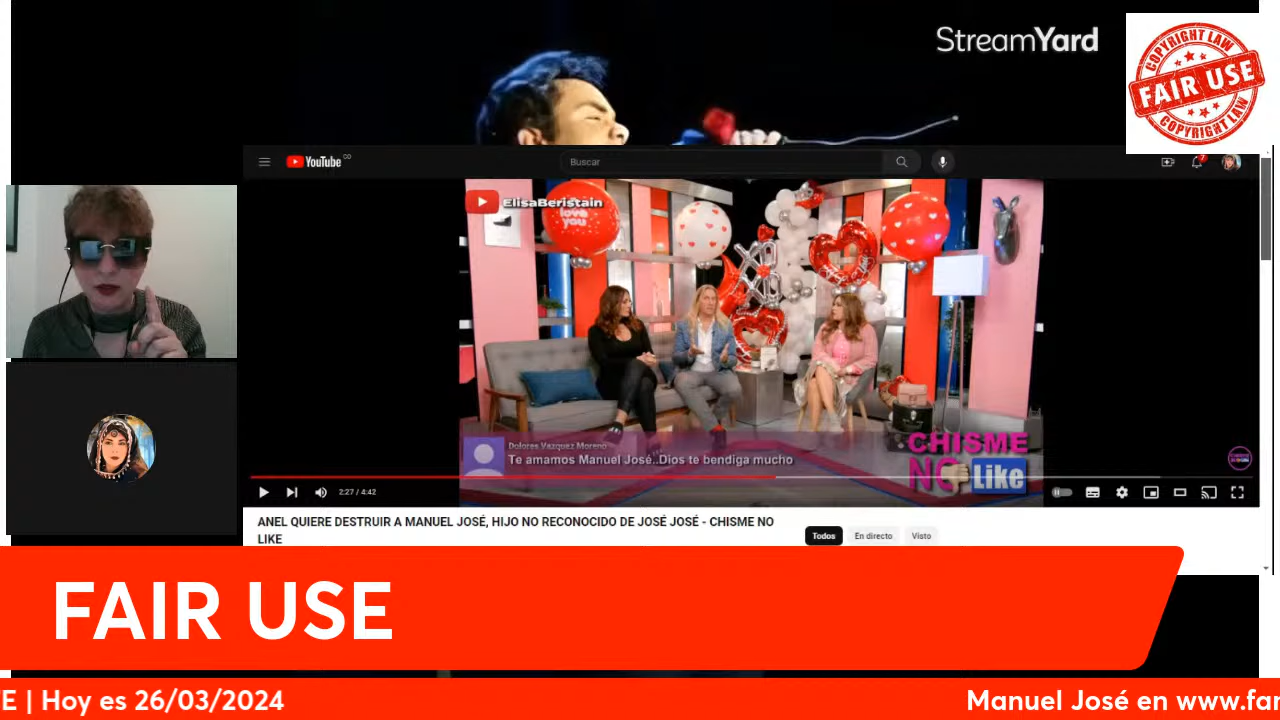 StreamYard
COPYRIGHT LAW
FAIR USE
COPYRIGHT LAW
YouTube CO
Buscar
7
ElisaBeristain
love
you
Dolores Vazquez Moreno
Te amamos Manuel José..Dios te bendiga mucho
CHISME
NO Like
2:27 / 4:42
ANEL QUIERE DESTRUIR A MANUEL JOSÉ, HIJO NO RECONOCIDO DE JOSÉ JOSÉ - CHISME NO
LIKE
Todos
En directo
Visto
FAIR USE
E | Hoy es 26/03/2024
Manuel José en www.fan